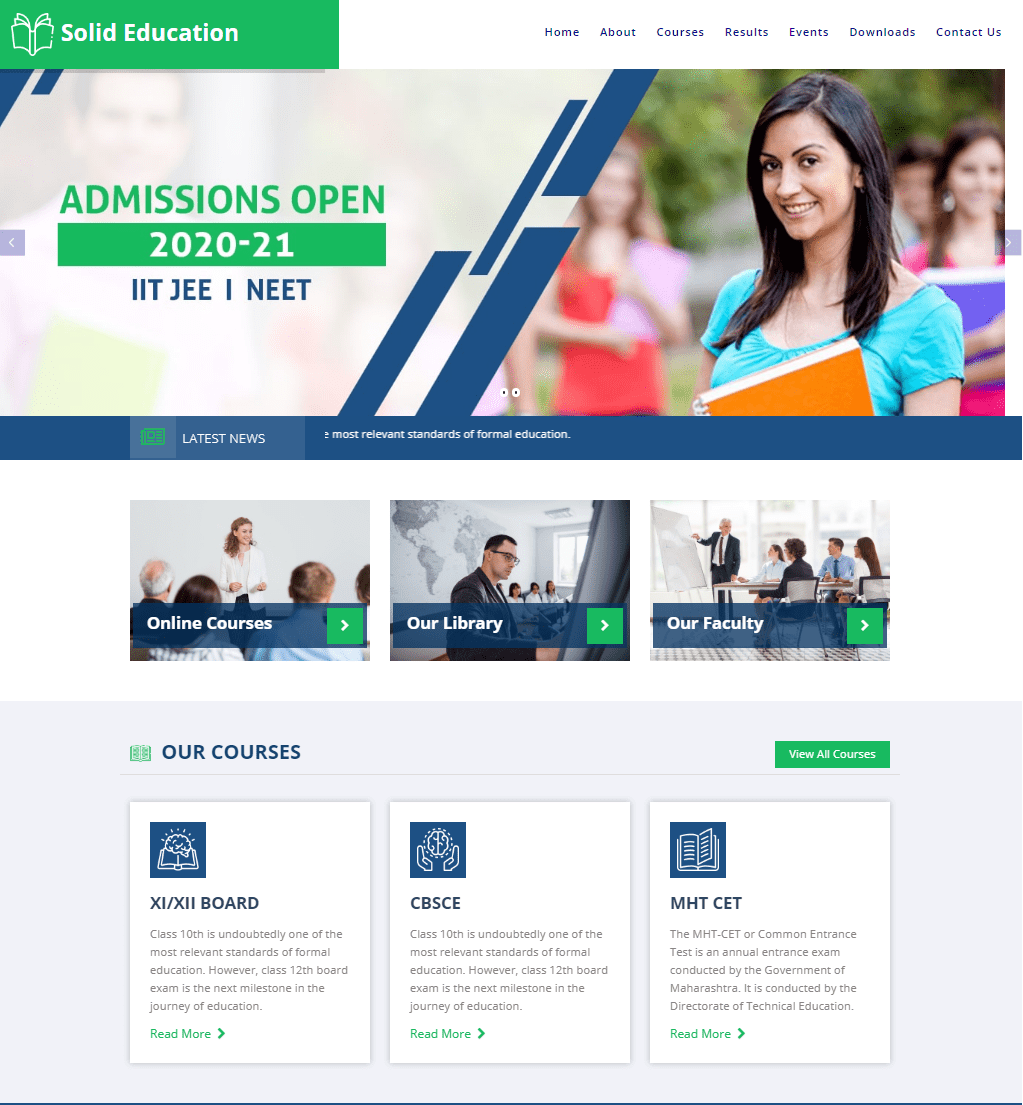 Solid Education
Home About Courses Results Events Downloads Contact Us
ADMISSIONS OPEN
2020-21
IIT JEE I NEET
LATEST NEWS
most relevant standards of formal education.
Online Courses
Our Library
Our Faculty
OUR COURSES
View All Courses
XI/XII BOARD
Class 10th is undoubtedly one of the
most relevant standards of formal
education. However, class 12th board
exam is the next milestone in the
journey of education.
Read More
CBSCE
Class 10th is undoubtedly one of the
most relevant standards of formal
education. However, class 12th board
exam is the next milestone in the
journey of education.
Read More
MHT CET
The MHT-CET or Common Entrance
Test is an annual entrance exam
conducted by the Government of
Maharashtra. It is conducted by the
Directorate of Technical Education.
Read More